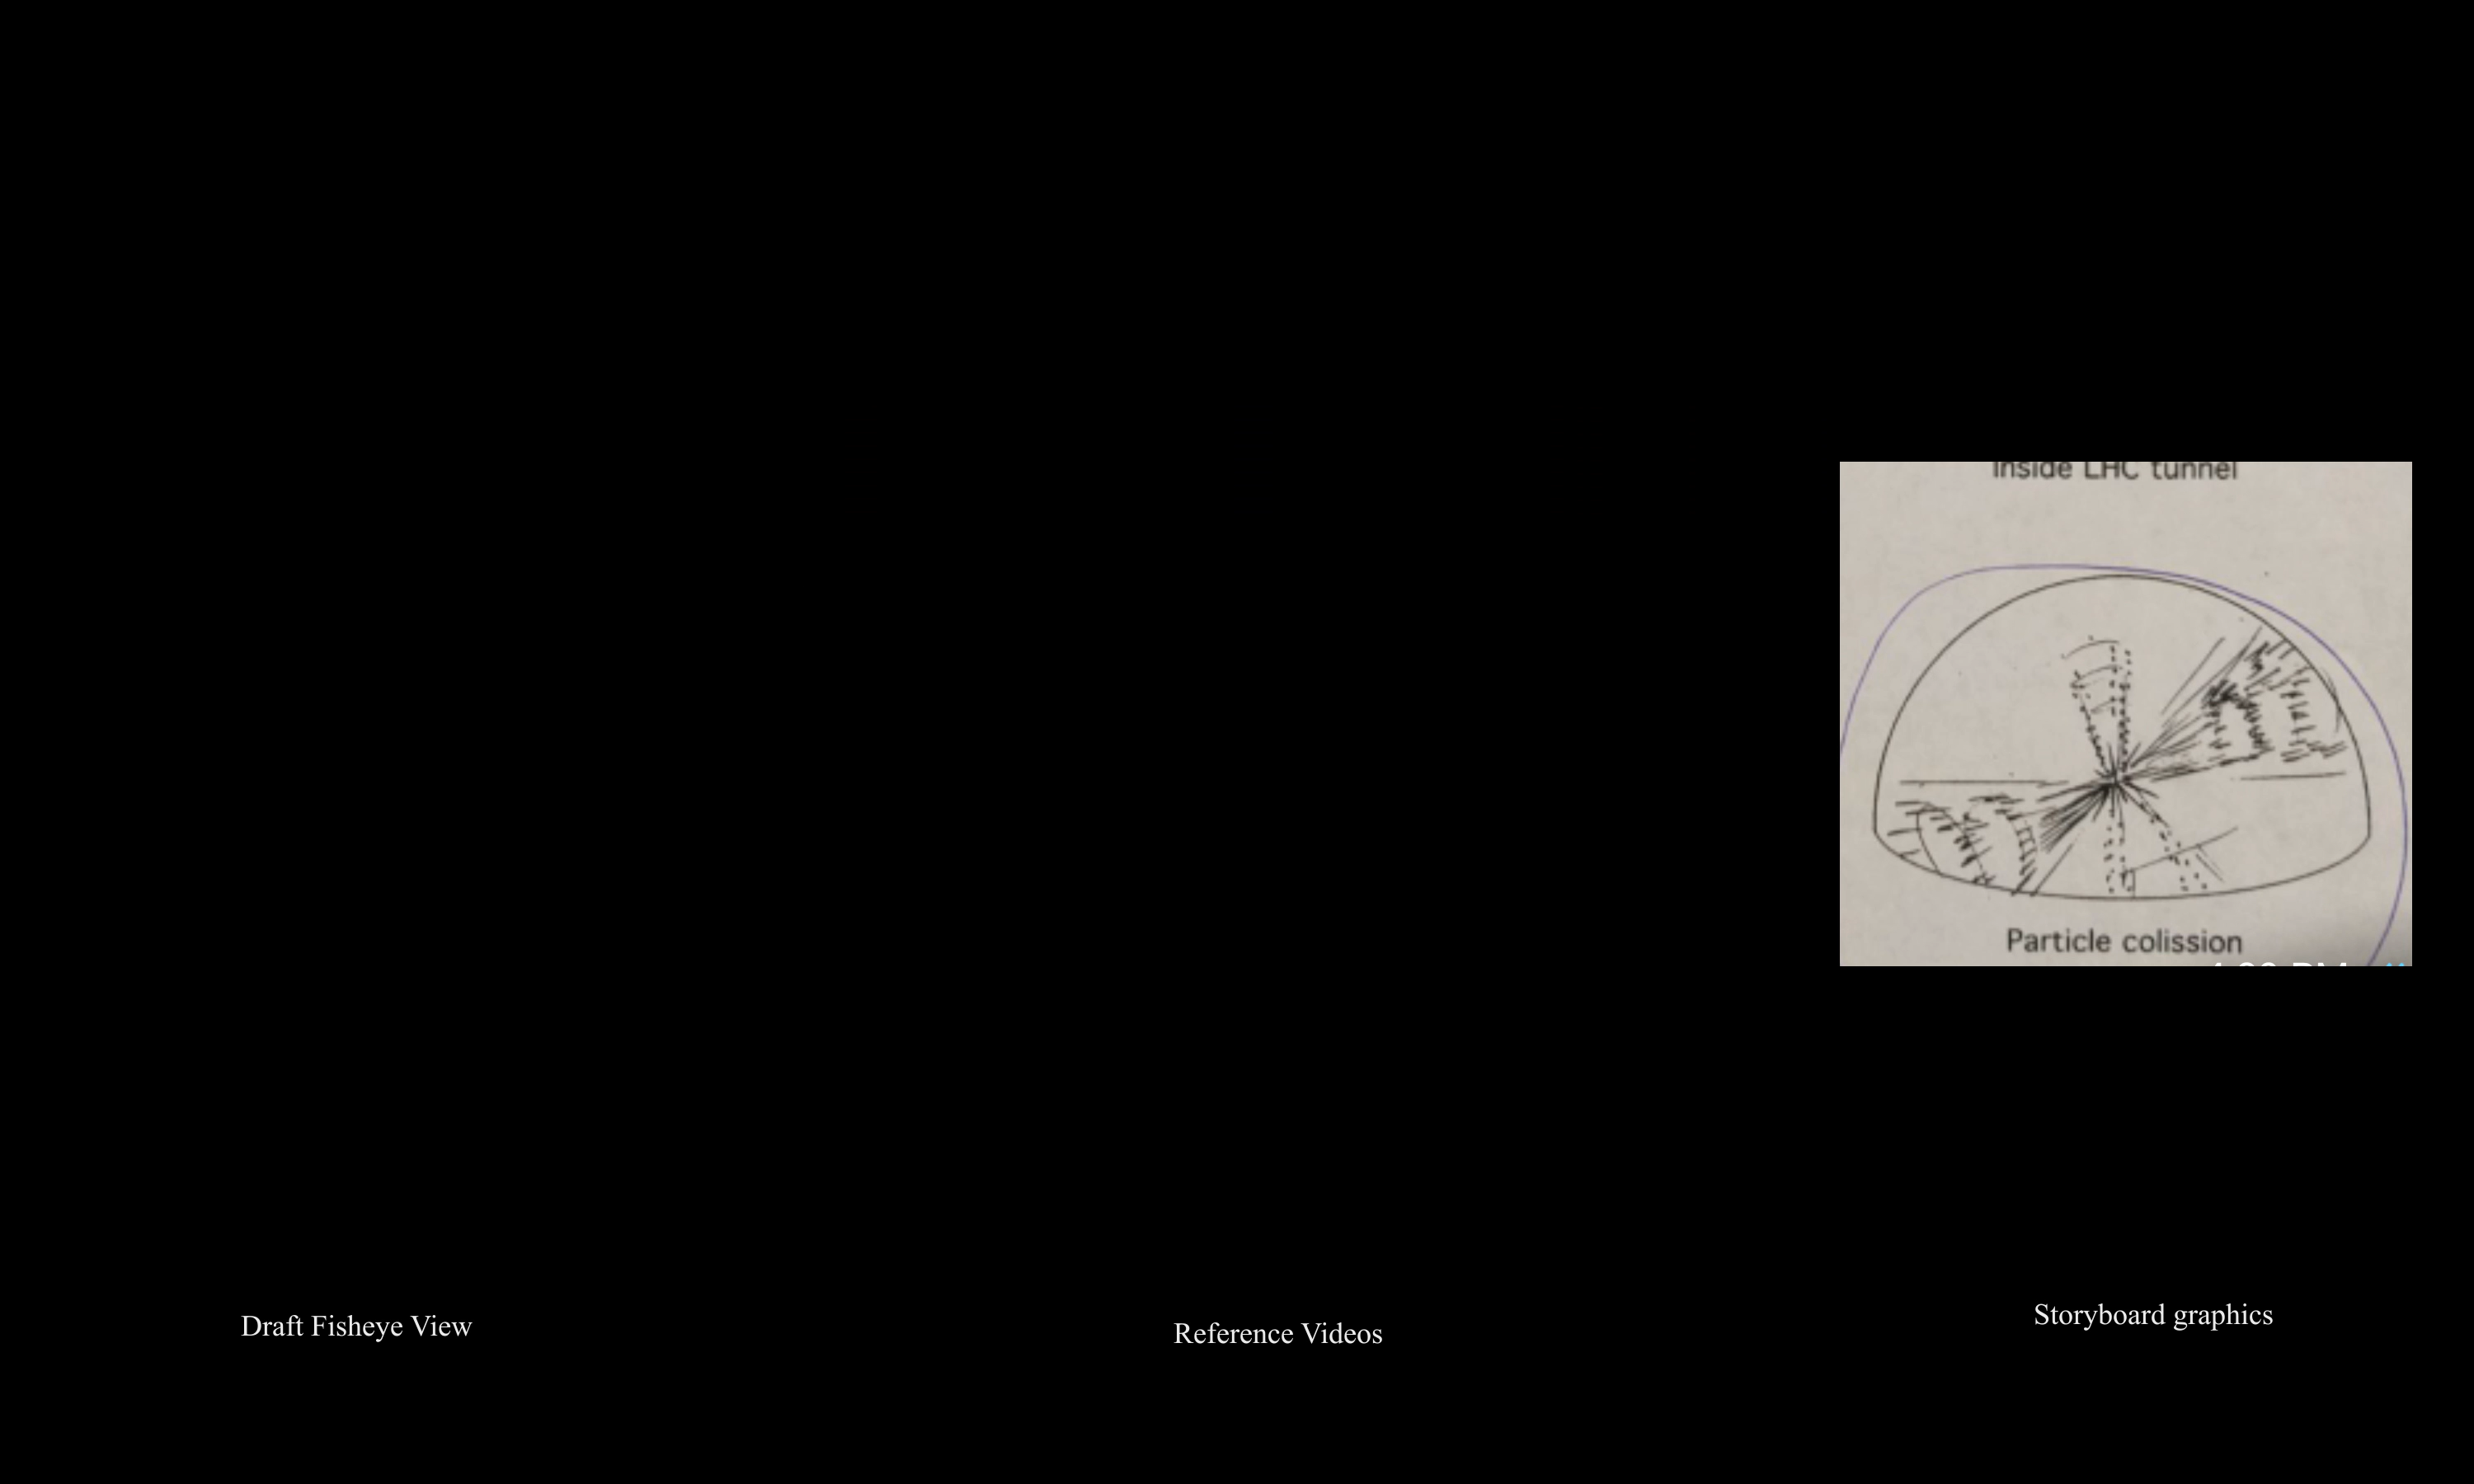 Inside LHC tunnel
Particle colission
Draft Fisheye View
Reference Videos
Storyboard graphics